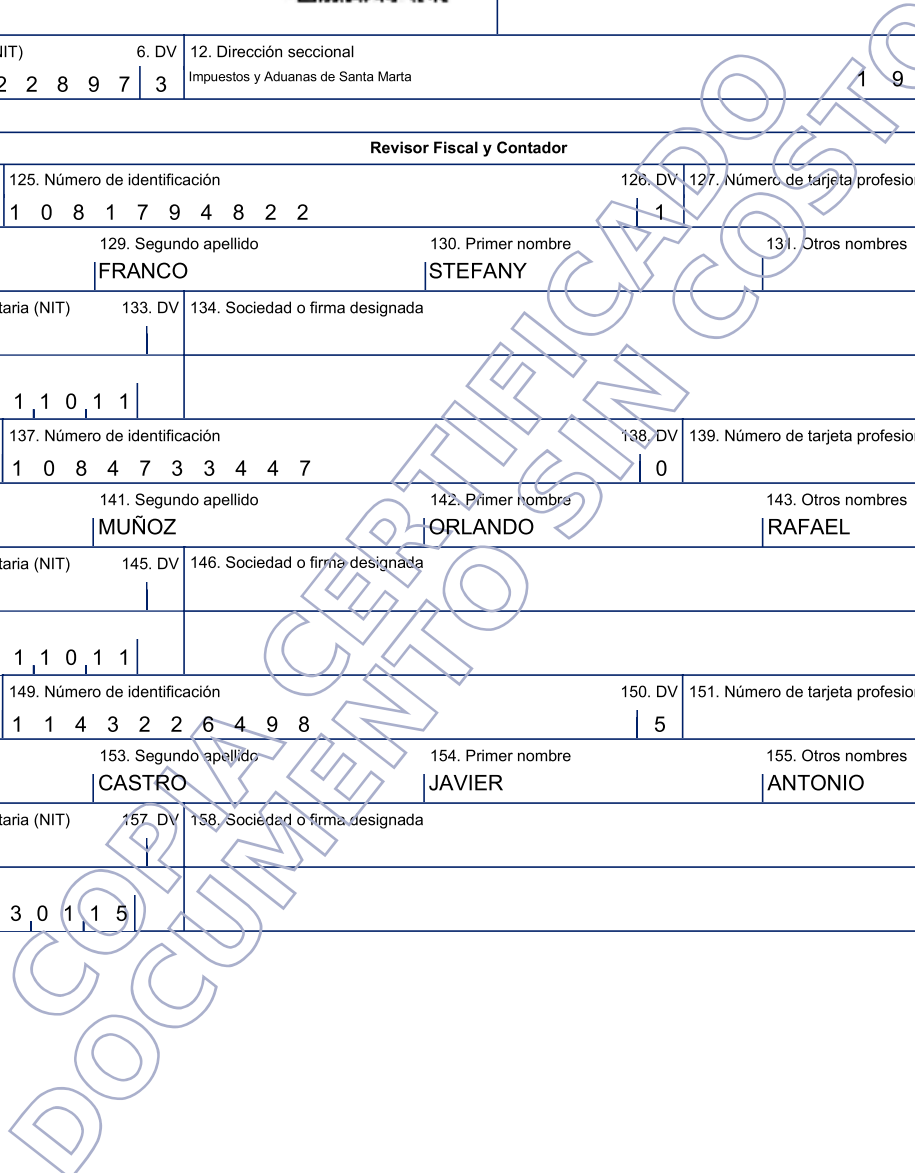 6. DV 12. Dirección seccional
2 8 9 7 3 Impuestos y Aduanas de Santa Marta 1 9
Revisor Fiscal y Contador
125. Número de identificación 126. DV 127. Número de tarjeta
1 0 8 1 7 9 4 8 2 2 1
129. Segundo apellido 130. Primer nombre 131. Otros nombres
FRANCO STEFANY
(NIT) 133. DV 134. Sociedad o firma designada
1 1 0 1 1
137. Número de identificación 138. DV 139. Número de tarjeta
1 0 8 4 7 3 3 4 4 7 0
141. Segundo apellido 142. Primer nombre 143. Otros nombres
MUÑOZ ORLANDO RAFAEL
(NIT) 145. DV 146. Sociedad o firma designada
1 1 0 1 1
149. Número de identificación 150. DV 151. Número de tarjeta
1 1 4 3 2 2 6 4 9 8 5
153. Segundo apellido 154. Primer nombre 155. Otros nombres
CASTRO JAVIER ANTONIO
(NIT) 157. DV 158. Sociedad o firma designada
3 0 1 1 5
COPIA CERTIFICADO
DOCUMENTO SIN COSTO